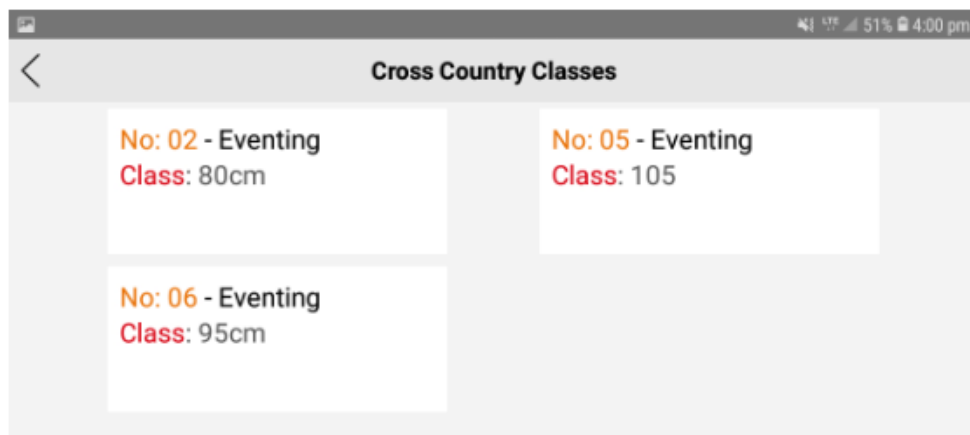 LTE 51% 4:00 pm
Cross Country Classes
No: 02 - Eventing
Class: 80cm
No: 05 - Eventing
Class: 105
No: 06 - Eventing
Class: 95cm